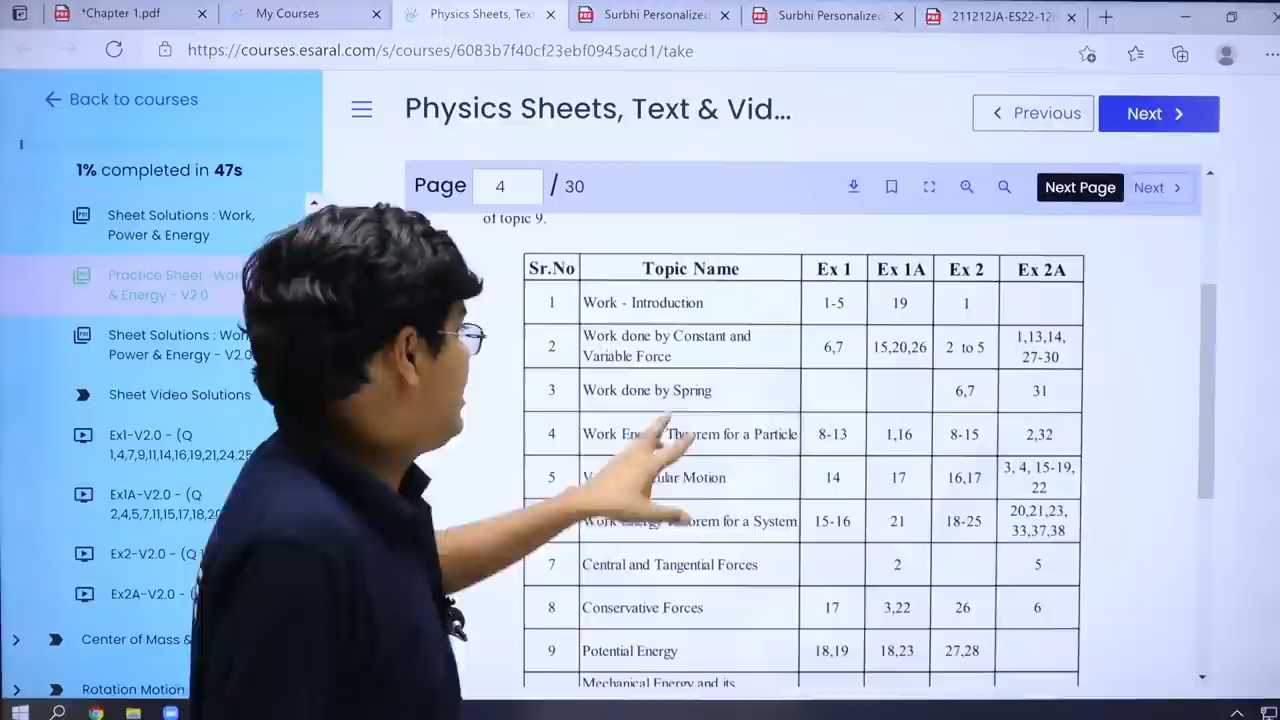 *Chapter 1.pdf
My Courses
Physics Sheets, Text
Surbhi Personalized
Surbhi Personalized
211212JA-ES22-12
https://courses.esaral.com/s/courses/6083b7f40cf23ebf0945acd1/take
Back to courses
Physics Sheets, Text & Vid...
Previous
Next
1% completed in 47s
Page 4 / 30
Next Page
Next
Sheet Solutions : Work,
Power & Energy
Practice Sheet
& Energy - V2.0
Sheet Solutions : Wor
Power & Energy - V2.0
Sheet Video Solutions
Ex1-V2.0 - (Q
1,4,7,9,11,14,16,19,21,24,25
Ex1A-V2.0 - (Q
2,4,5,7,11,15,17,18,20
Ex2-V2.0 - (Q
Ex2A-V2.0 - (
Center of Mass &
Rotation Motion
of topic 9.
Sr.No Topic Name Ex 1 Ex 1A Ex 2 Ex 2A
1 Work - Introduction 1-5 19 1
2 Work done by Constant and Variable Force 6,7 15,20,26 2 to 5 1,13,14, 27-30
3 Work done by Spring 6,7 31
4 Work Theorem for a Particle 8-13 1,16 8-15 2,32
5 Motion 14 17 16,17 3, 4, 15-19, 22
Work for a System 15-16 21 18-25 20,21,23, 33,37,38
7 Central and Tangential Forces 2 5
8 Conservative Forces 17 3,22 26 6
9 Potential Energy 18,19 18,23 27,28
Mechanical Energy and its